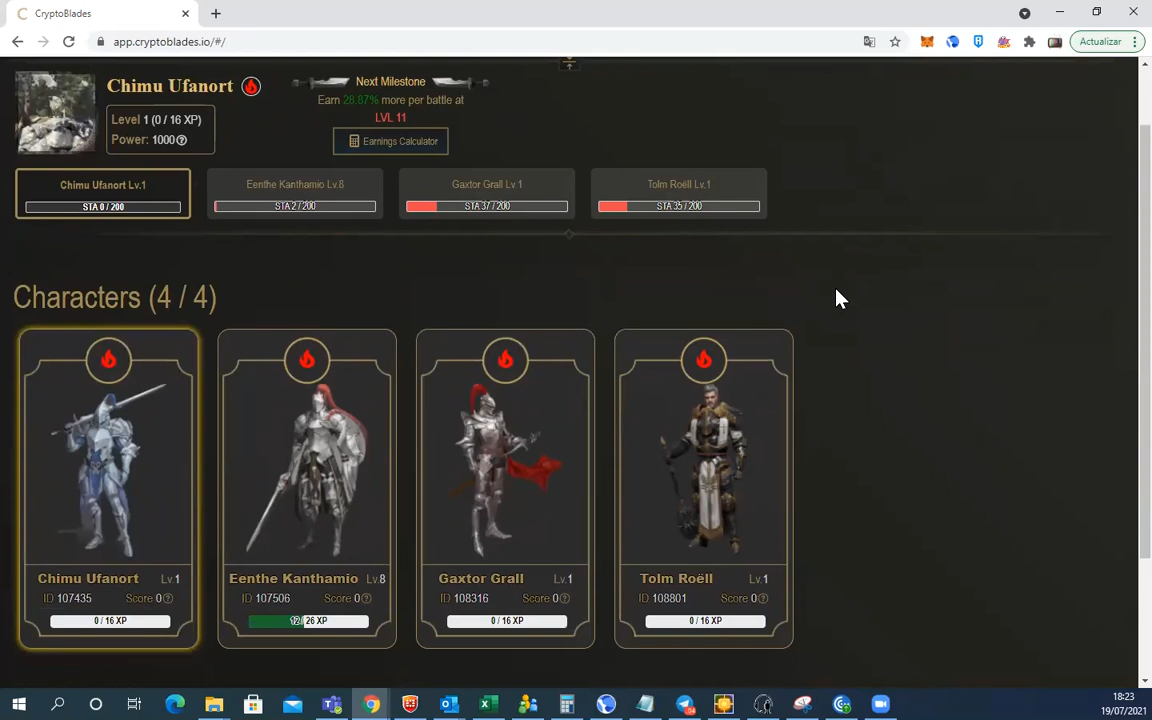 CryptoBlades
app.cryptoblades.io/#/
Actualizar
Chimu Ufanort
Level 1 (0 / 16 XP)
Power: 1000
Next Milestone
Earn 28.87% more per battle at
LVL 11
Earnings Calculator
Chimu Ufanort Lv.1
STA 0 / 200
Eenthe Kanthamio Lv.8
STA 2 / 200
Gaxtor Grall Lv.1
STA 37 / 200
Tolm Roëll Lv.1
STA 35 / 200
Characters (4 / 4)
Chimu Ufanort Lv.1
ID 107435 Score 0
0 / 16 XP
Eenthe Kanthamio Lv.8
ID 107506 Score 0
12 / 26 XP
Gaxtor Grall Lv.1
ID 108316 Score 0
0 / 16 XP
Tolm Roëll Lv.1
ID 108801 Score 0
0 / 16 XP
18:23
19/07/2021